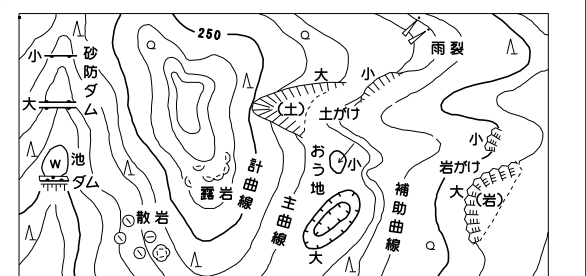 250
小
砂防ダム
大
池
ダム
W
大
小
(土)
土がけ
雨裂
小
岩がけ
大
(岩)
おう地
小
大
露岩
散岩
計曲線
主曲線
補助曲線